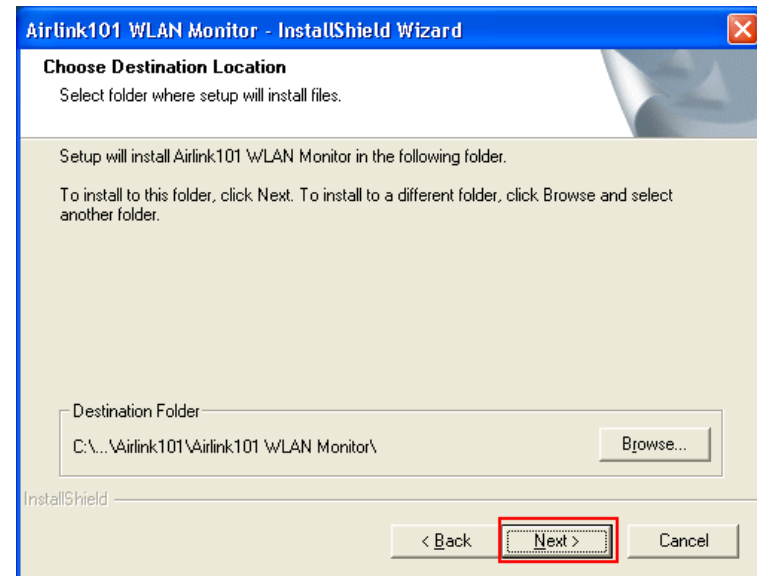 Airlink101 WLAN Monitor - InstallShield Wizard
Choose Destination Location
Select folder where setup will install files.
Setup will install Airlink101 WLAN Monitor in the following folder.
To install to this folder, click Next. To install to a different folder, click Browse and select
another folder.
Destination Folder
C:\...\Airlink101\Airlink101 WLAN Monitor\
Browse...
InstallShield
< Back
Next >
Cancel